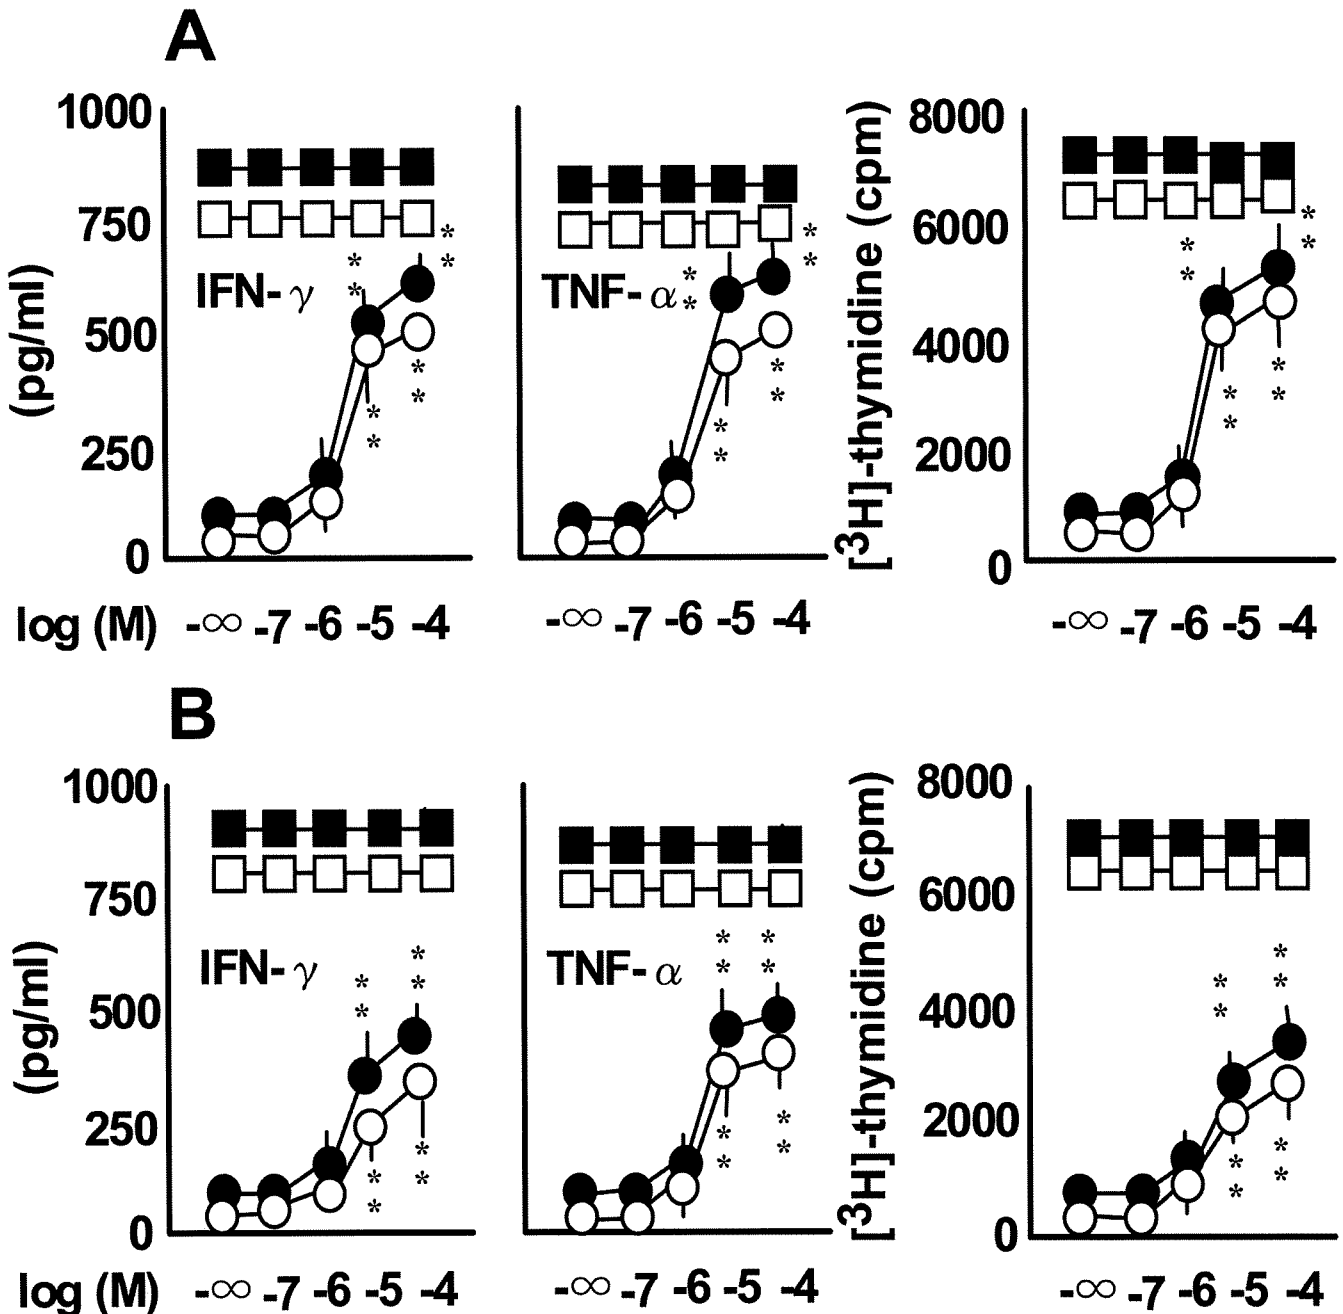 A
1000
750
500
250
0
(pg/ml)
IFN- γ
* *
* *
* *
* *
TNF- α
* *
* *
* *
* *
[³H]-thymidine (cpm)
8000
6000
4000
2000
0
* *
* *
* *
* *
log (M) -∞ -7 -6 -5 -4
-∞ -7 -6 -5 -4
-∞ -7 -6 -5 -4
B
1000
750
500
250
0
(pg/ml)
IFN- γ
* *
* *
* *
* *
TNF- α
* *
* *
* *
* *
[³H]-thymidine (cpm)
8000
6000
4000
2000
0
* *
* *
* *
* *
log (M) -∞ -7 -6 -5 -4
-∞ -7 -6 -5 -4
-∞ -7 -6 -5 -4